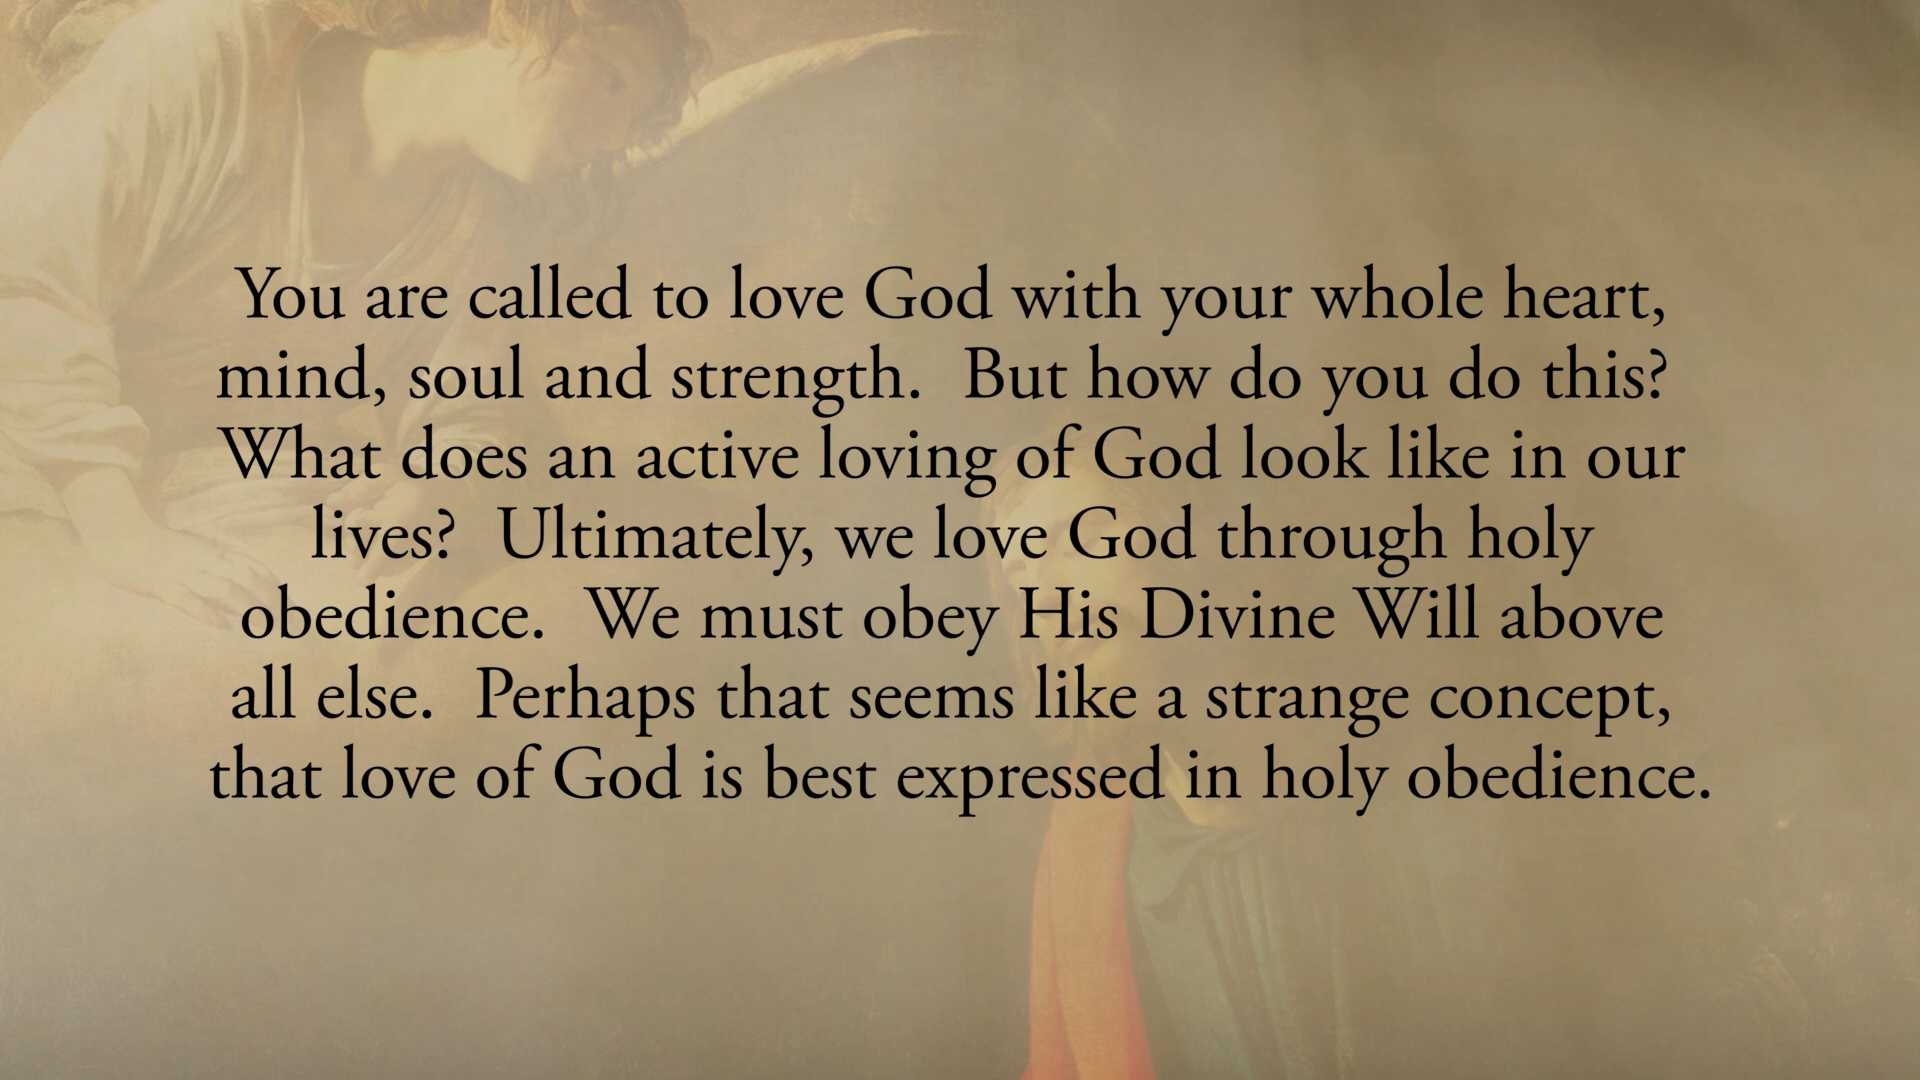 You are called to love God with your whole heart,
mind, soul and strength.  But how do you do this?
What does an active loving of God look like in our
lives?  Ultimately, we love God through holy
obedience.  We must obey His Divine Will above
all else.  Perhaps that seems like a strange concept,
that love of God is best expressed in holy obedience.